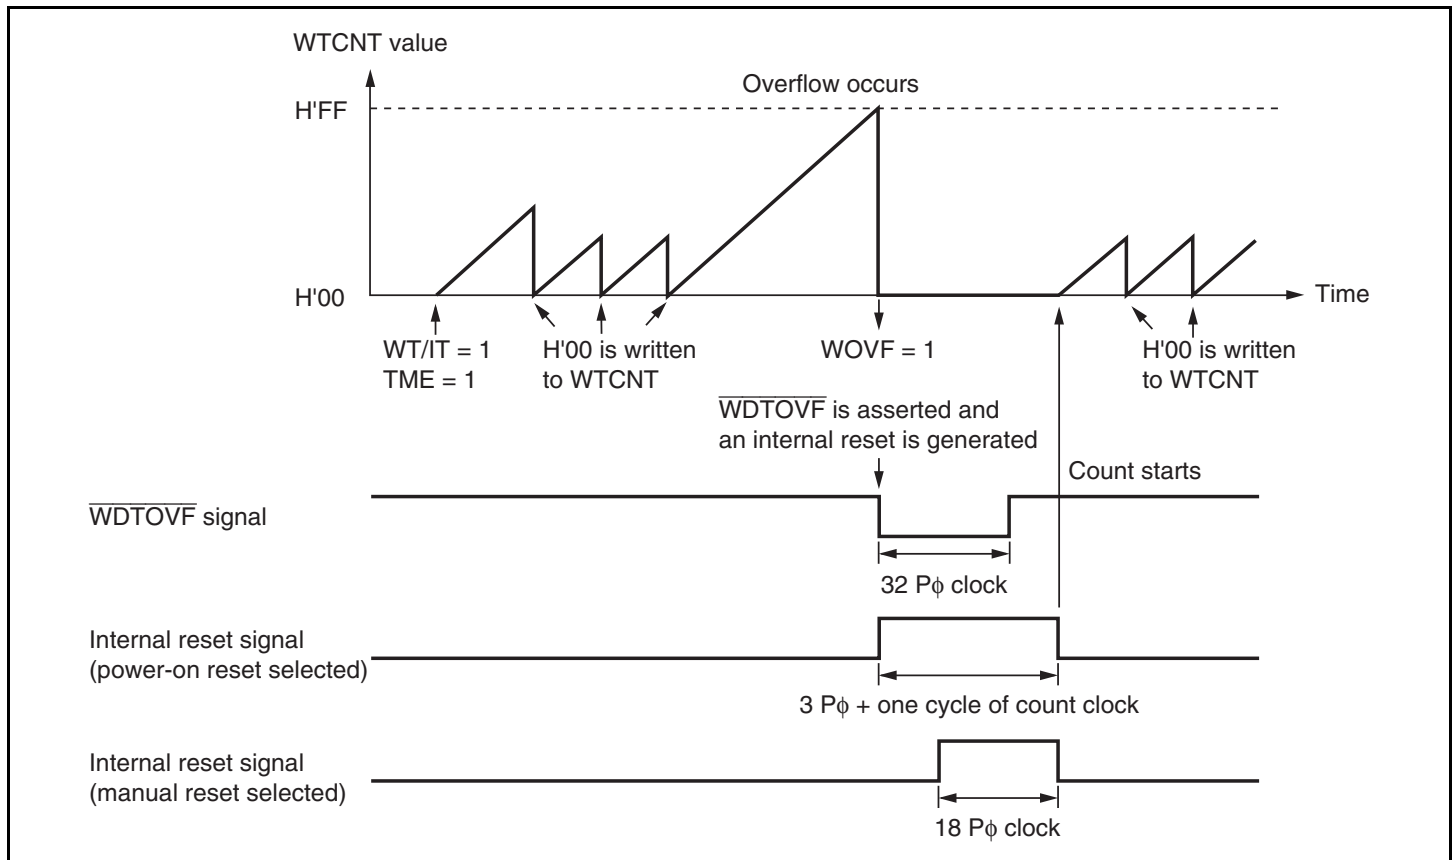 WTCNT value
Overflow occurs
H'FF
H'00
Time
WT/IT = 1
TME = 1
H'00 is written
to WTCNT
WOVF = 1
H'00 is written
to WTCNT
W̅D̅T̅O̅V̅F̅ is asserted and
an internal reset is generated
Count starts
W̅D̅T̅O̅V̅F̅ signal
32 Pϕ clock
Internal reset signal
(power-on reset selected)
3 Pϕ + one cycle of count clock
Internal reset signal
(manual reset selected)
18 Pϕ clock